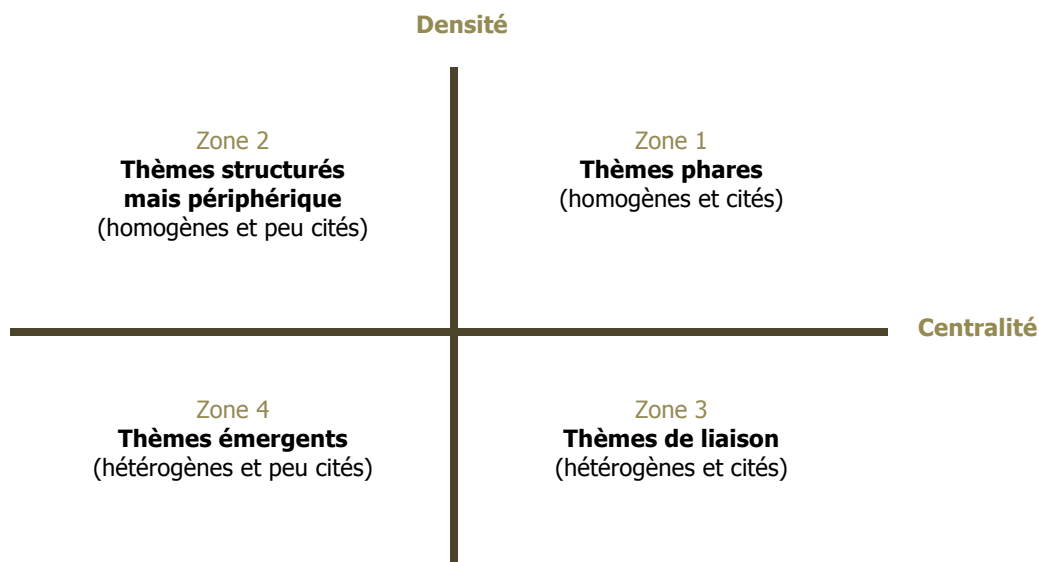 Densité
Zone 2
Thèmes structurés
mais périphérique
(homogènes et peu cités)
Zone 1
Thèmes phares
(homogènes et cités)
Centralité
Zone 4
Thèmes émergents
(hétérogènes et peu cités)
Zone 3
Thèmes de liaison
(hétérogènes et cités)